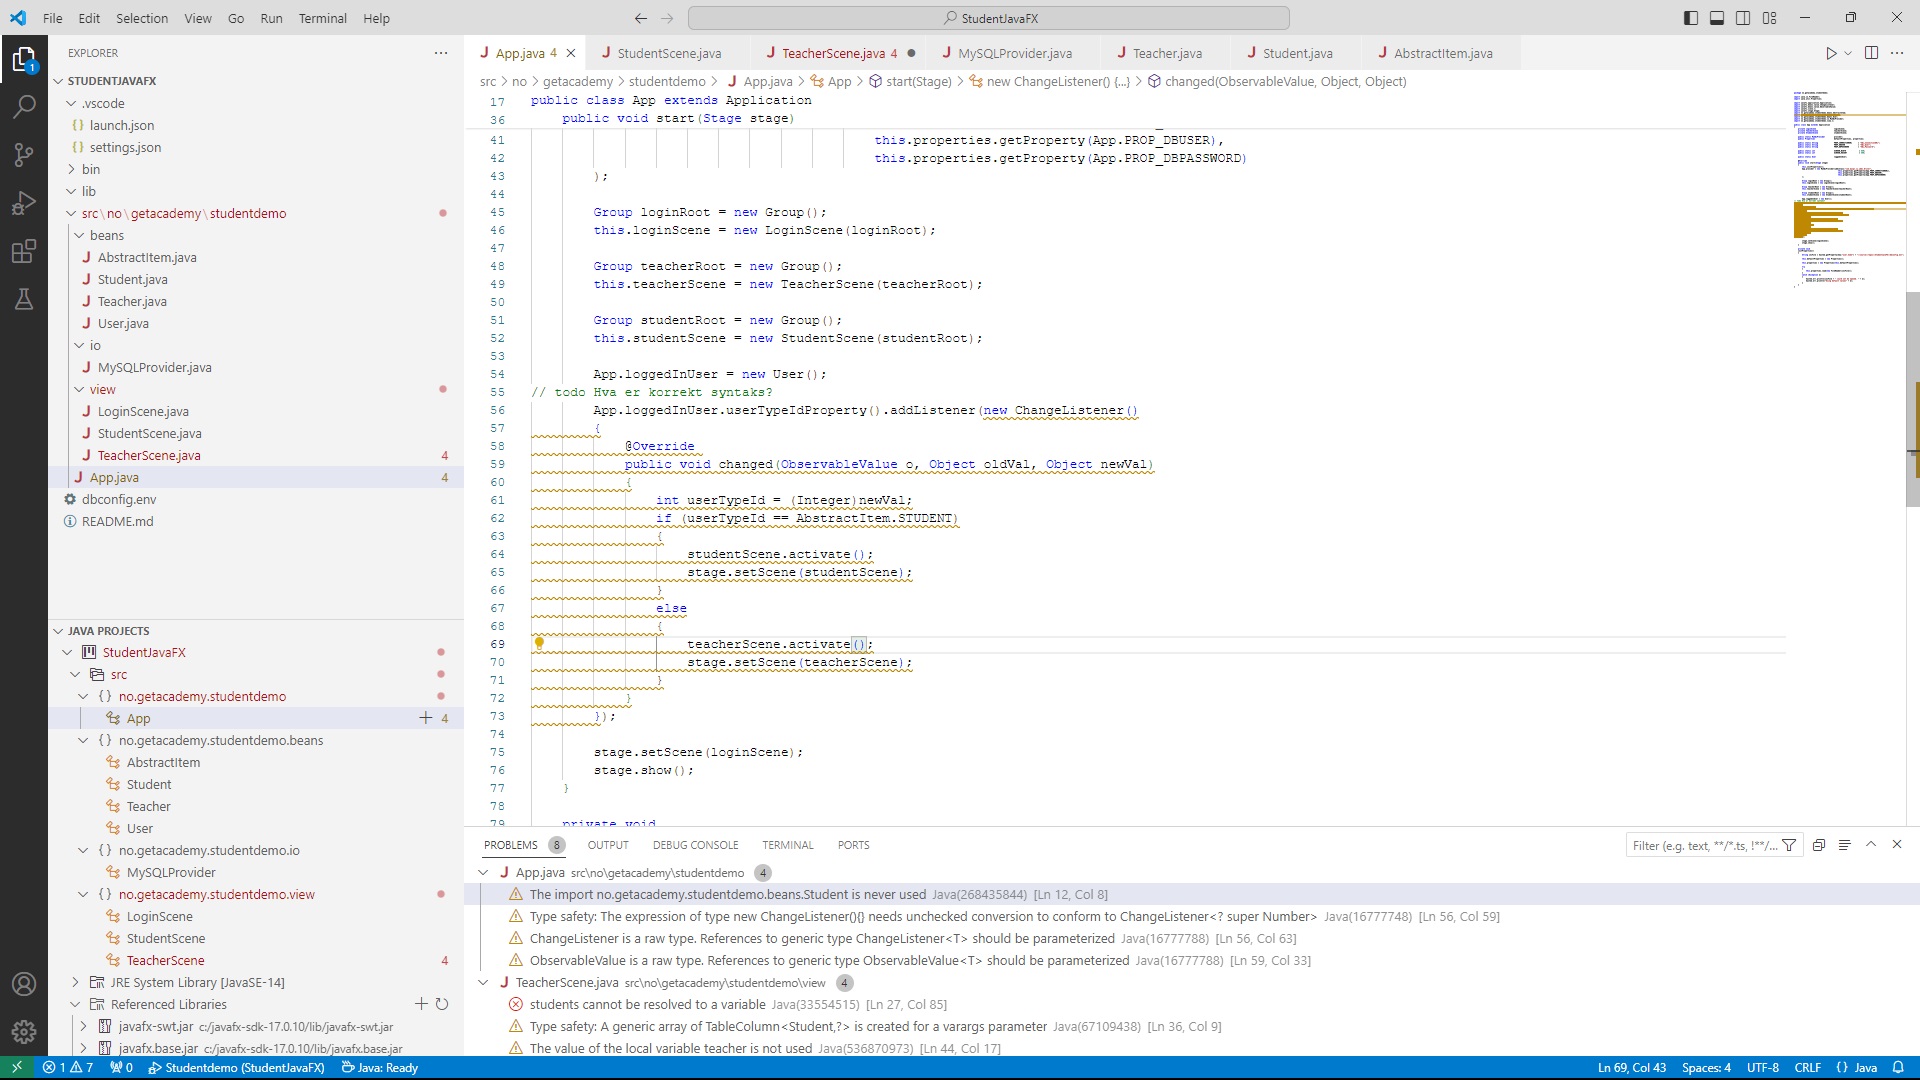 File Edit Selection View Go Run Terminal Help
StudentJavaFX
EXPLORER
STUDENTJAVAFX
.vscode
launch.json
settings.json
bin
lib
src\no\getacademy\studentdemo
beans
AbstractItem.java
Student.java
Teacher.java
User.java
io
MySQLProvider.java
view
LoginScene.java
StudentScene.java
TeacherScene.java 4
App.java 4
dbconfig.env
README.md
JAVA PROJECTS
StudentJavaFX
src
{} no.getacademy.studentdemo
App 4
{} no.getacademy.studentdemo.beans
AbstractItem
Student
Teacher
User
{} no.getacademy.studentdemo.io
MySQLProvider
{} no.getacademy.studentdemo.view
LoginScene
StudentScene
TeacherScene 4
JRE System Library [JavaSE-14]
Referenced Libraries
javafx-swt.jar c:/javafx-sdk-17.0.10/lib/javafx-swt.jar
javafx.base.jar c:/javafx-sdk-17.0.10/lib/javafx.base.jar
App.java 4 StudentScene.java TeacherScene.java 4 MySQLProvider.java Teacher.java Student.java AbstractItem.java
src > no > getacademy > studentdemo > App.java > App > start(Stage) > new ChangeListener() {...} > changed(ObservableValue, Object, Object)
17 public class App extends Application
36 public void start(Stage stage)
41 this.properties.getProperty(App.PROP_DBUSER),
42 this.properties.getProperty(App.PROP_DBPASSWORD)
43 );
44
45 Group loginRoot = new Group();
46 this.loginScene = new LoginScene(loginRoot);
47
48 Group teacherRoot = new Group();
49 this.teacherScene = new TeacherScene(teacherRoot);
50
51 Group studentRoot = new Group();
52 this.studentScene = new StudentScene(studentRoot);
53
54 App.loggedInUser = new User();
55 // todo Hva er korrekt syntaks?
56 App.loggedInUser.userTypeIdProperty().addListener(new ChangeListener()
57 {
58 @Override
59 public void changed(ObservableValue o, Object oldVal, Object newVal)
60 {
61 int userTypeId = (Integer)newVal;
62 if (userTypeId == AbstractItem.STUDENT)
63 {
64 studentScene.activate();
65 stage.setScene(studentScene);
66 }
67 else
68 {
69 teacherScene.activate();
70 stage.setScene(teacherScene);
71 }
72 }
73 });
74
75 stage.setScene(loginScene);
76 stage.show();
77 }
78
79 private void
PROBLEMS 8 OUTPUT DEBUG CONSOLE TERMINAL PORTS Filter (e.g. text, **/*.ts, !**/...
App.java src\no\getacademy\studentdemo 4
The import no.getacademy.studentdemo.beans.Student is never used Java(268435844) [Ln 12, Col 8]
Type safety: The expression of type new ChangeListener(){} needs unchecked conversion to conform to ChangeListener<? super Number> Java(16777748) [Ln 56, Col 59]
ChangeListener is a raw type. References to generic type ChangeListener<T> should be parameterized Java(16777788) [Ln 56, Col 63]
ObservableValue is a raw type. References to generic type ObservableValue<T> should be parameterized Java(16777788) [Ln 59, Col 33]
TeacherScene.java src\no\getacademy\studentdemo\view 4
students cannot be resolved to a variable Java(33554515) [Ln 27, Col 85]
Type safety: A generic array of TableColumn<Student,?> is created for a varargs parameter Java(67109438) [Ln 36, Col 9]
The value of the local variable teacher is not used Java(536870973) [Ln 44, Col 17]
1 7 0 Studentdemo (StudentJavaFX) Java: Ready Ln 69, Col 43 Spaces: 4 UTF-8 CRLF {} Java
1